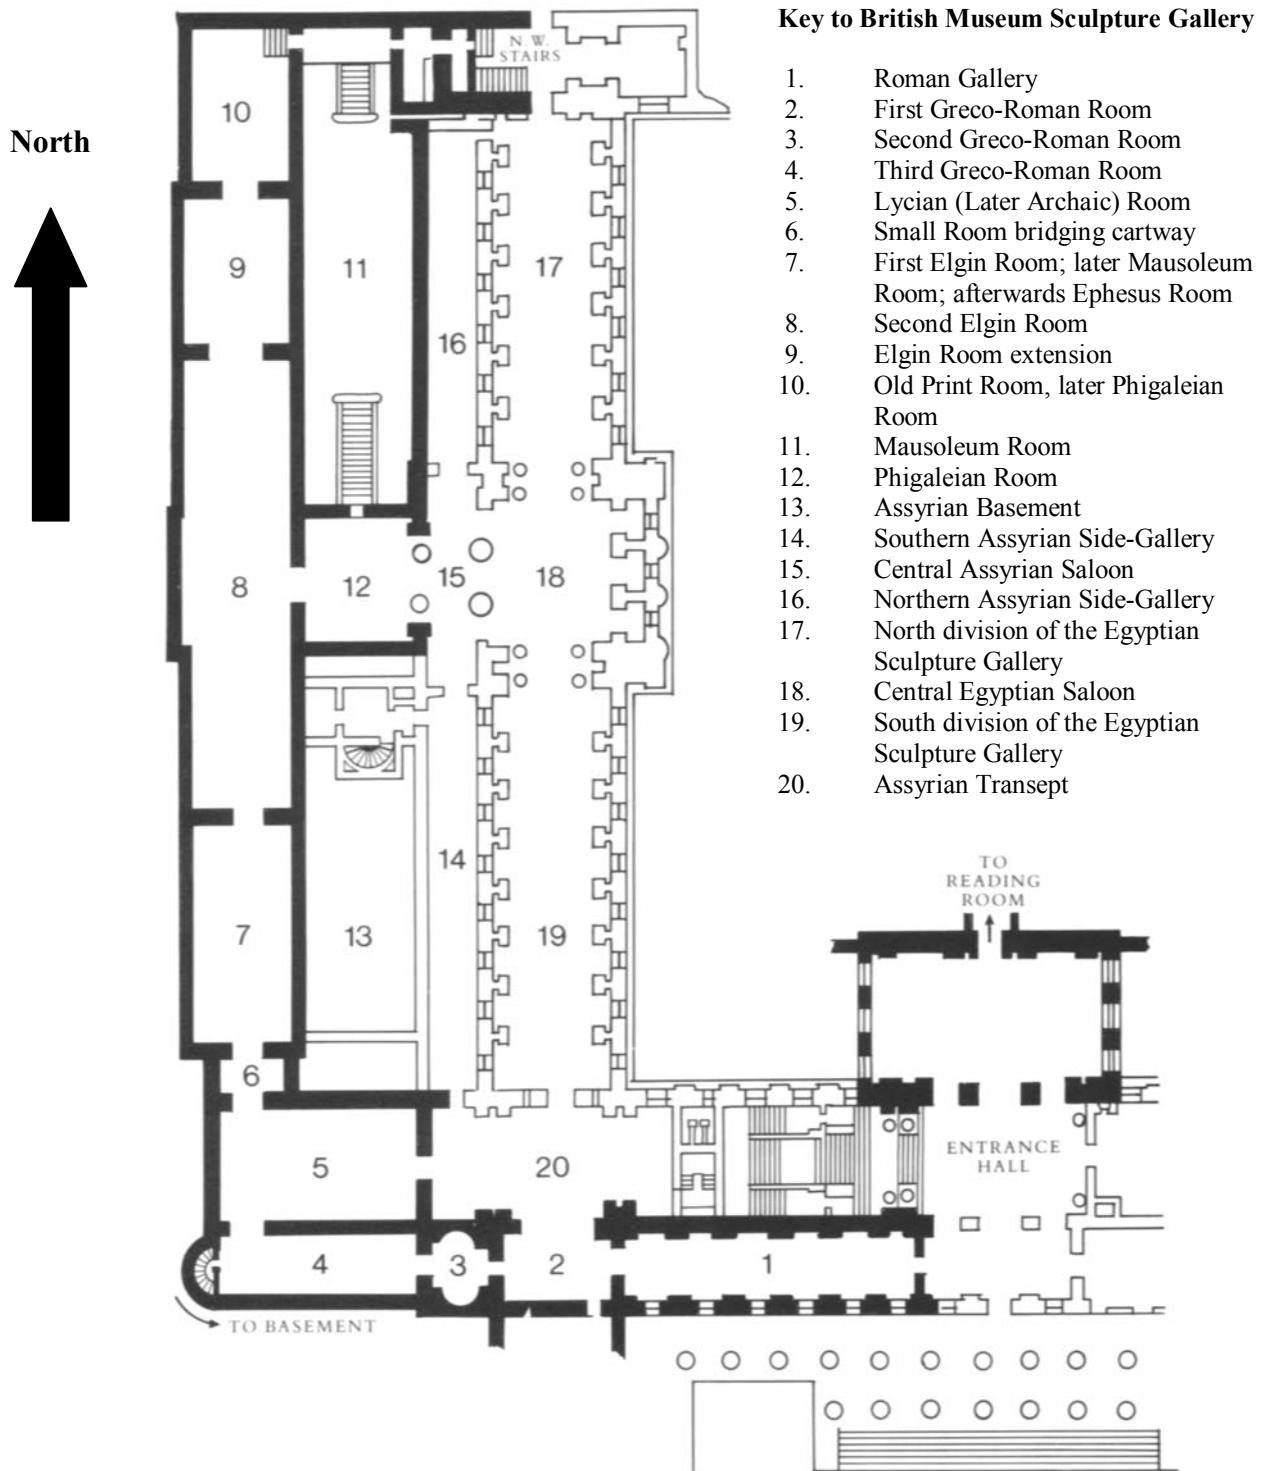 Key to British Museum Sculpture Gallery
1. Roman Gallery
2. First Greco-Roman Room
3. Second Greco-Roman Room
4. Third Greco-Roman Room
5. Lycian (Later Archaic) Room
6. Small Room bridging cartway
7. First Elgin Room; later Mausoleum
Room; afterwards Ephesus Room
8. Second Elgin Room
9. Elgin Room extension
10. Old Print Room, later Phigaleian
Room
11. Mausoleum Room
12. Phigaleian Room
13. Assyrian Basement
14. Southern Assyrian Side-Gallery
15. Central Assyrian Saloon
16. Northern Assyrian Side-Gallery
17. North division of the Egyptian
Sculpture Gallery
18. Central Egyptian Saloon
19. South division of the Egyptian
Sculpture Gallery
20. Assyrian Transept
North
N.W.
STAIRS
10
9
11
17
16
8
12
15
18
14
7
13
19
6
5
20
4
3
2
1
TO
READING
ROOM
ENTRANCE
HALL
TO BASEMENT